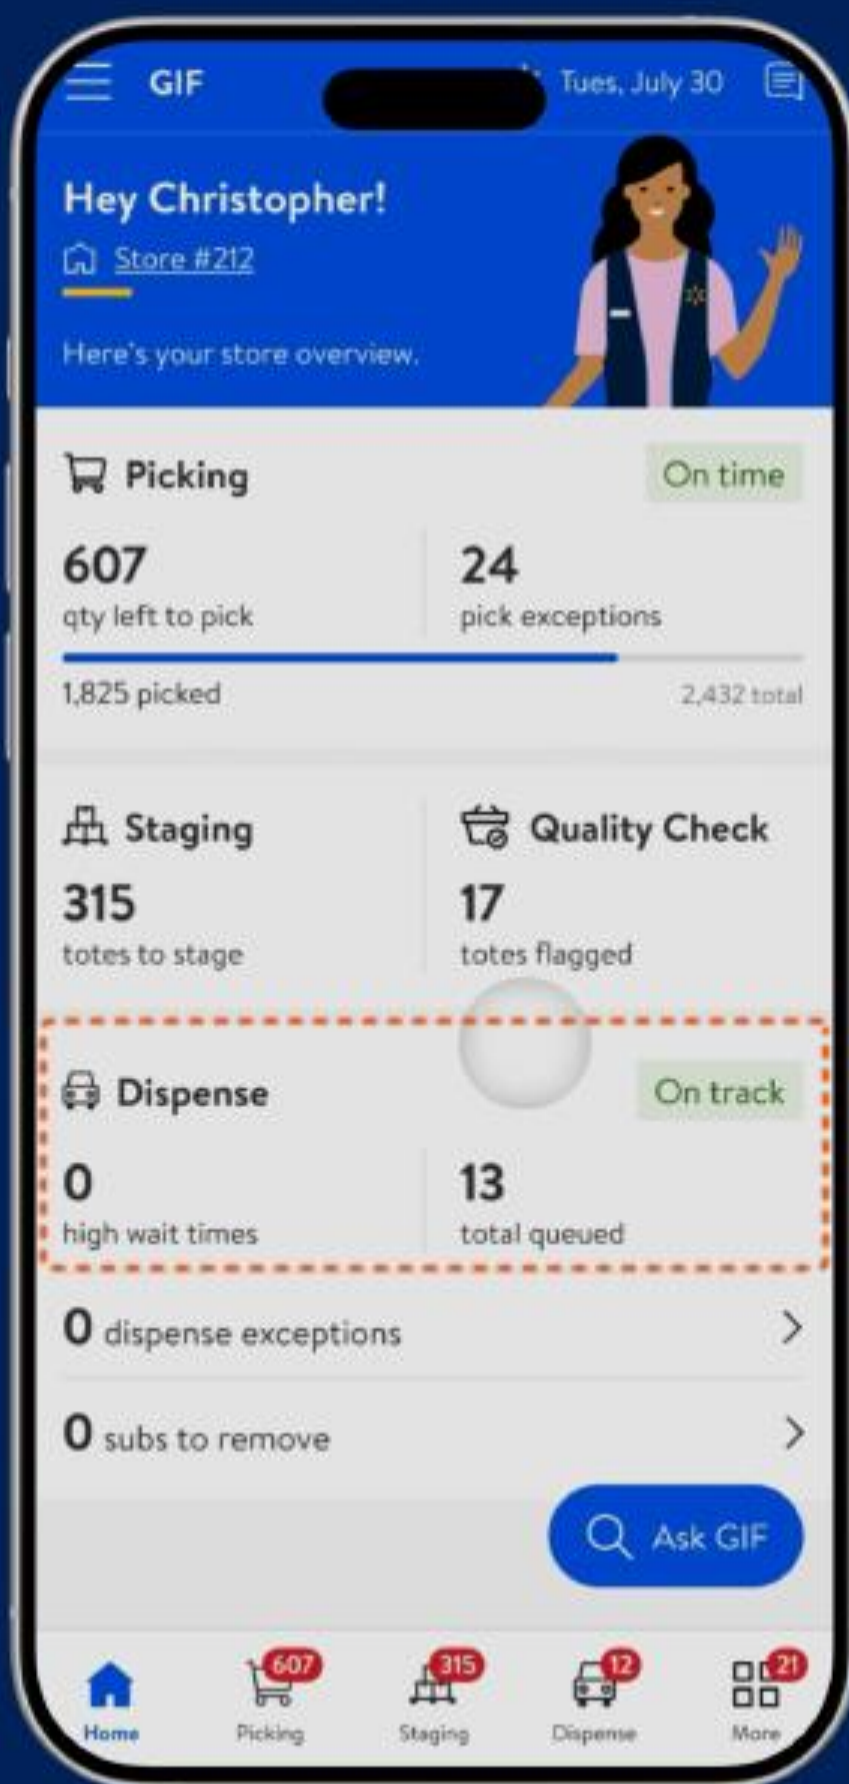 GIF
Tues, July 30
Hey Christopher!
Store #212
Here's your store overview.
Picking
On time
607
qty left to pick
24
pick exceptions
1,825 picked
2,432 total
Staging
315
totes to stage
Quality Check
17
totes flagged
Dispense
On track
0
high wait times
13
total queued
0 dispense exceptions
0 subs to remove
Ask GIF
607
315
12
21
Home
Picking
Staging
Dispense
More